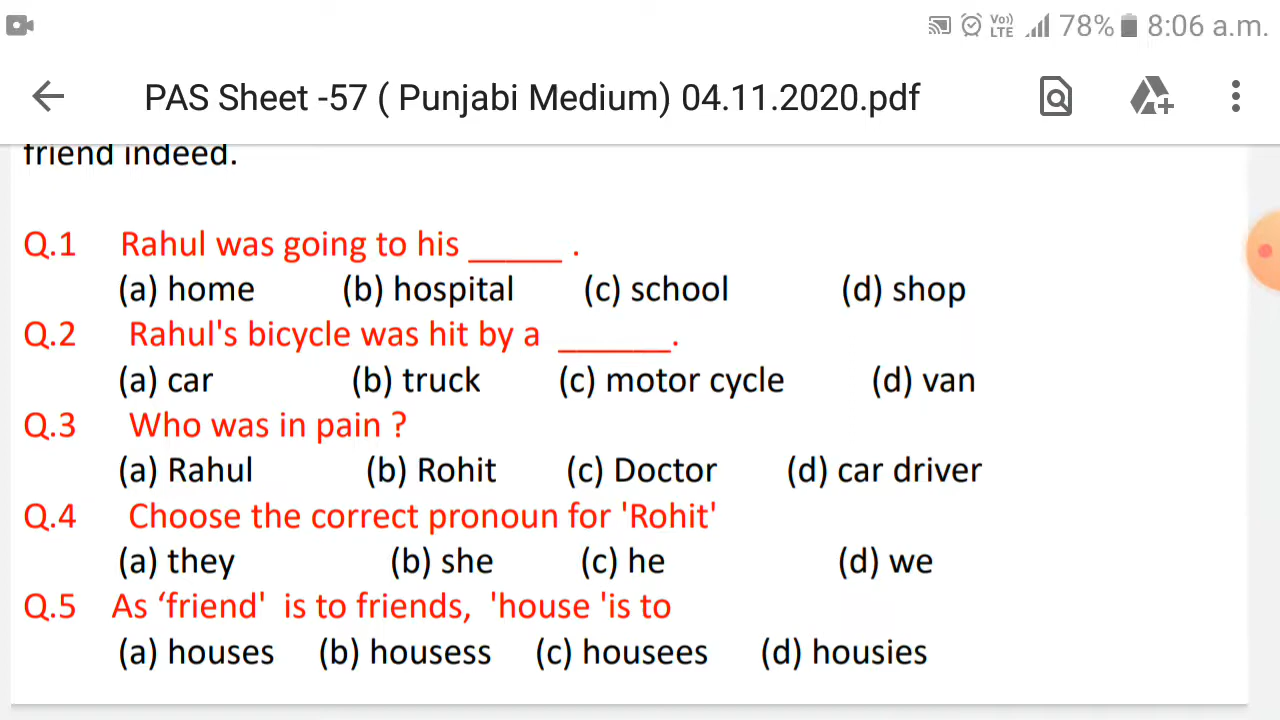 Vo)) LTE 78% 8:06 a.m.
PAS Sheet -57 ( Punjabi Medium) 04.11.2020.pdf
friend indeed.
Q.1 Rahul was going to his _____ .
(a) home (b) hospital (c) school (d) shop
Q.2 Rahul's bicycle was hit by a ______.
(a) car (b) truck (c) motor cycle (d) van
Q.3 Who was in pain ?
(a) Rahul (b) Rohit (c) Doctor (d) car driver
Q.4 Choose the correct pronoun for 'Rohit'
(a) they (b) she (c) he (d) we
Q.5 As ‘friend' is to friends, 'house 'is to
(a) houses (b) housess (c) housees (d) housies